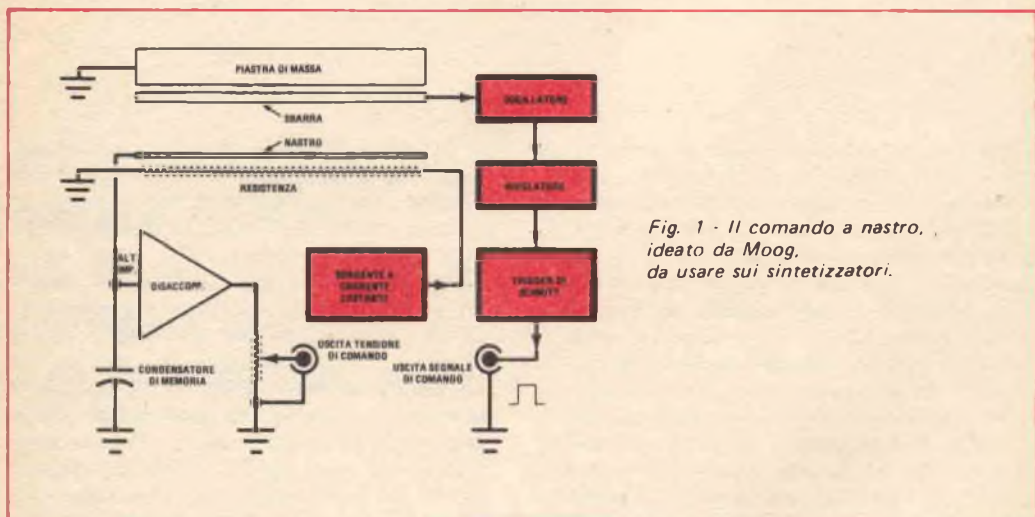 PIASTRA DI MASSA
SBARRA
NASTRO
RESISTENZA
OSCILLATORE
RIVELATORE
TRIGGER DI
SCHMITT
SORGENTE A
CORRENTE
COSTANTE
ALT.
IMP.
DISACCOPP.
CONDENSATORE
DI MEMORIA
USCITA TENSIONE
DI COMANDO
USCITA SEGNALE
DI COMANDO
Fig. 1 - Il comando a nastro,
ideato da Moog,
da usare sui sintetizzatori.